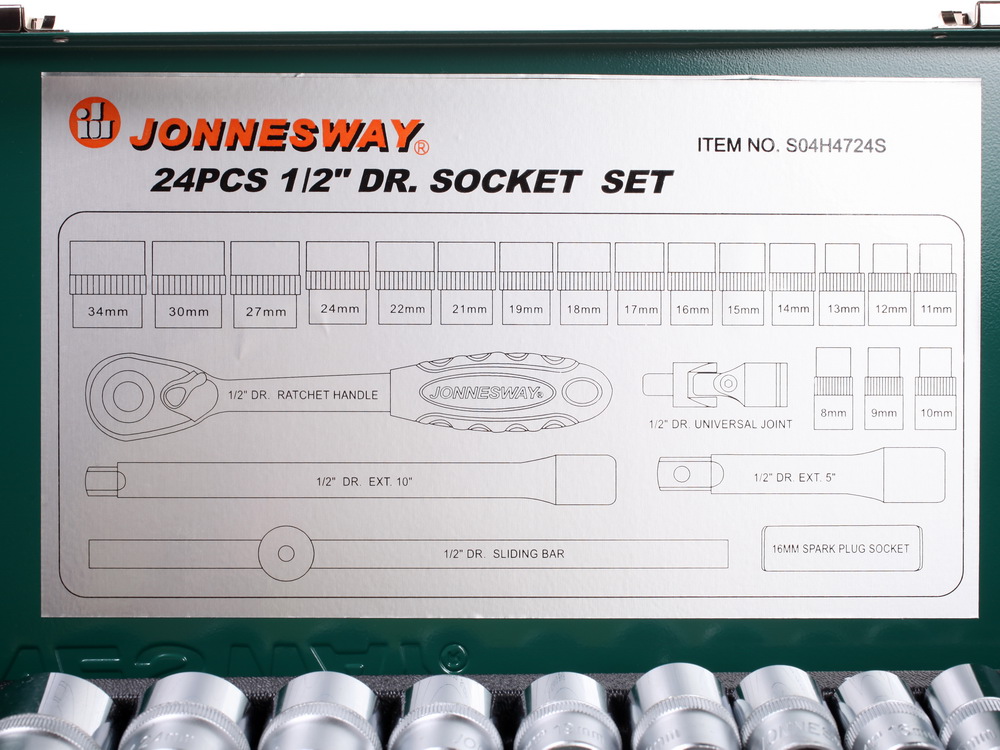 JONNESWAY®
ITEM NO. S04H4724S
24PCS 1/2" DR. SOCKET SET
34mm 30mm 27mm 24mm 22mm 21mm 19mm 18mm 17mm 16mm 15mm 14mm 13mm 12mm 11mm
1/2" DR. RATCHET HANDLE
JONNESWAY®
1/2" DR. UNIVERSAL JOINT
8mm 9mm 10mm
1/2" DR. EXT. 10"
1/2" DR. EXT. 5"
1/2" DR. SLIDING BAR
16MM SPARK PLUG SOCKET